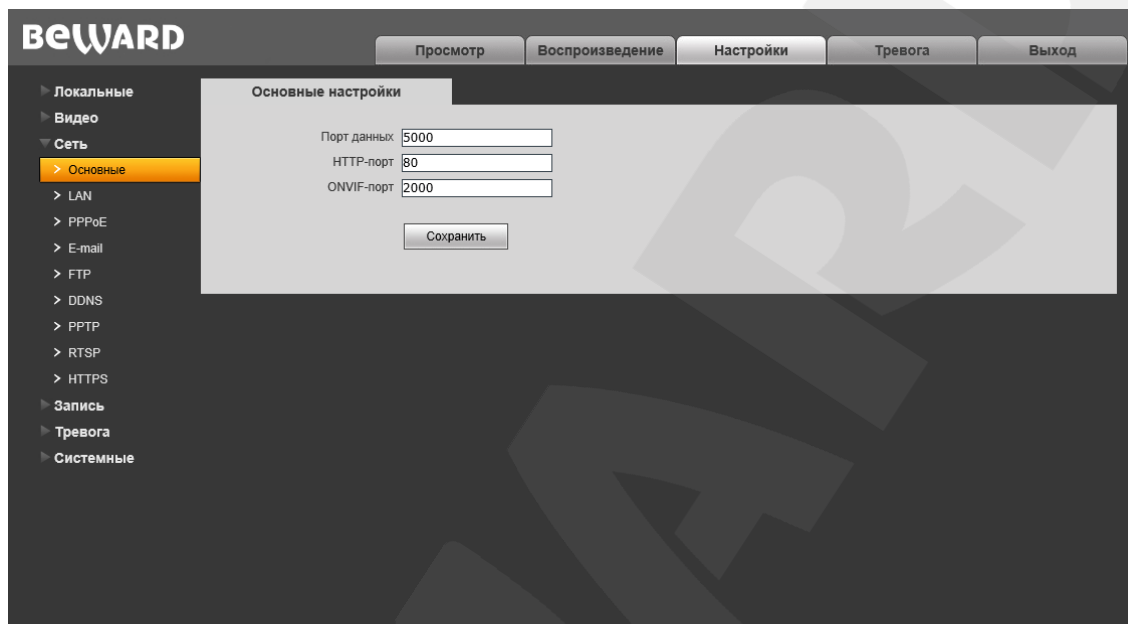 BEWARD
Просмотр
Воспроизведение
Настройки
Тревога
Выход
Локальные
Видео
Сеть
> Основные
> LAN
> PPPoE
> E-mail
> FTP
> DDNS
> PPTP
> RTSP
> HTTPS
Запись
Тревога
Системные
Основные настройки
Порт данных 5000
HTTP-порт 80
ONVIF-порт 2000
Сохранить